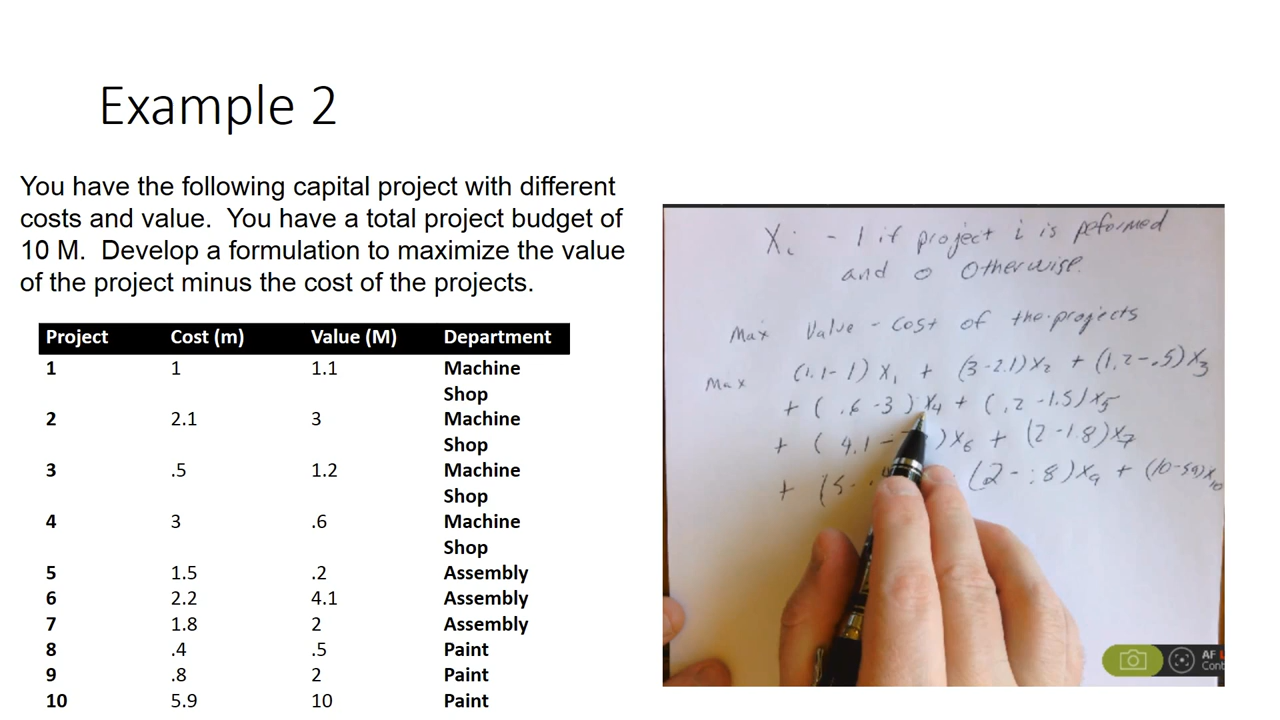 Example 2
You have the following capital project with different
costs and value. You have a total project budget of
10 M. Develop a formulation to maximize the value
of the project minus the cost of the projects.
Project Cost (m) Value (M) Department
1 1 1.1 Machine
Shop
2 2.1 3 Machine
Shop
3 .5 1.2 Machine
Shop
4 3 .6 Machine
Shop
5 1.5 .2 Assembly
6 2.2 4.1 Assembly
7 1.8 2 Assembly
8 .4 .5 Paint
9 .8 2 Paint
10 5.9 10 Paint
Xi - 1 if project i is peformed
and 0 otherwise.
Max Value - Cost of the projects
Max (1.1 - 1) X1 + (3 - 2.1) X2 + (1.2 - .5) X3
+ (.6 - 3) X4 + (.2 - 1.5) X5
+ (4.1 - ) X6 + (2 - 1.8) X7
+ (2 - .8) X9 + (10 - 5.9) X10
AF
Cont